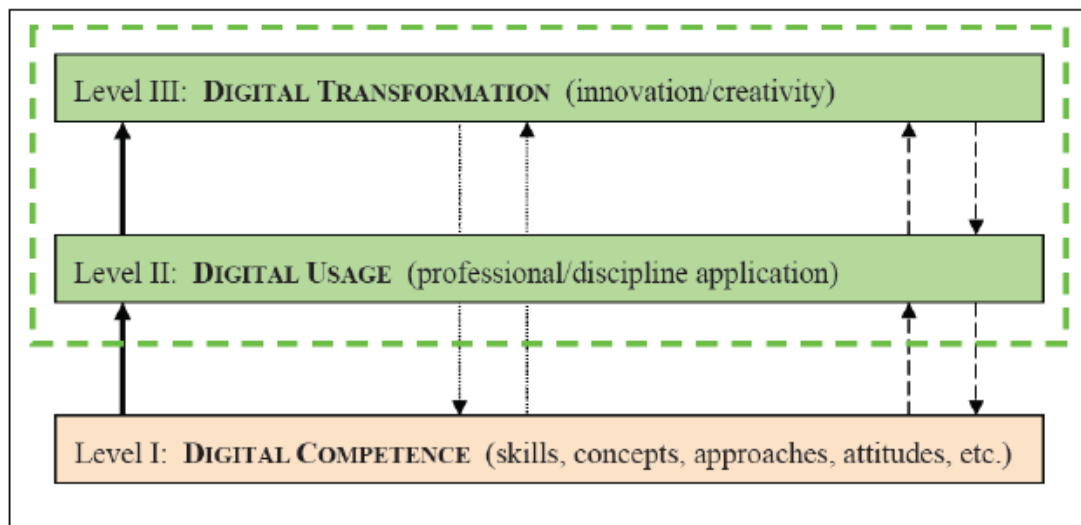 Level III: DIGITAL TRANSFORMATION (innovation/creativity)
Level II: DIGITAL USAGE (professional/discipline application)
Level I: DIGITAL COMPETENCE (skills, concepts, approaches, attitudes, etc.)